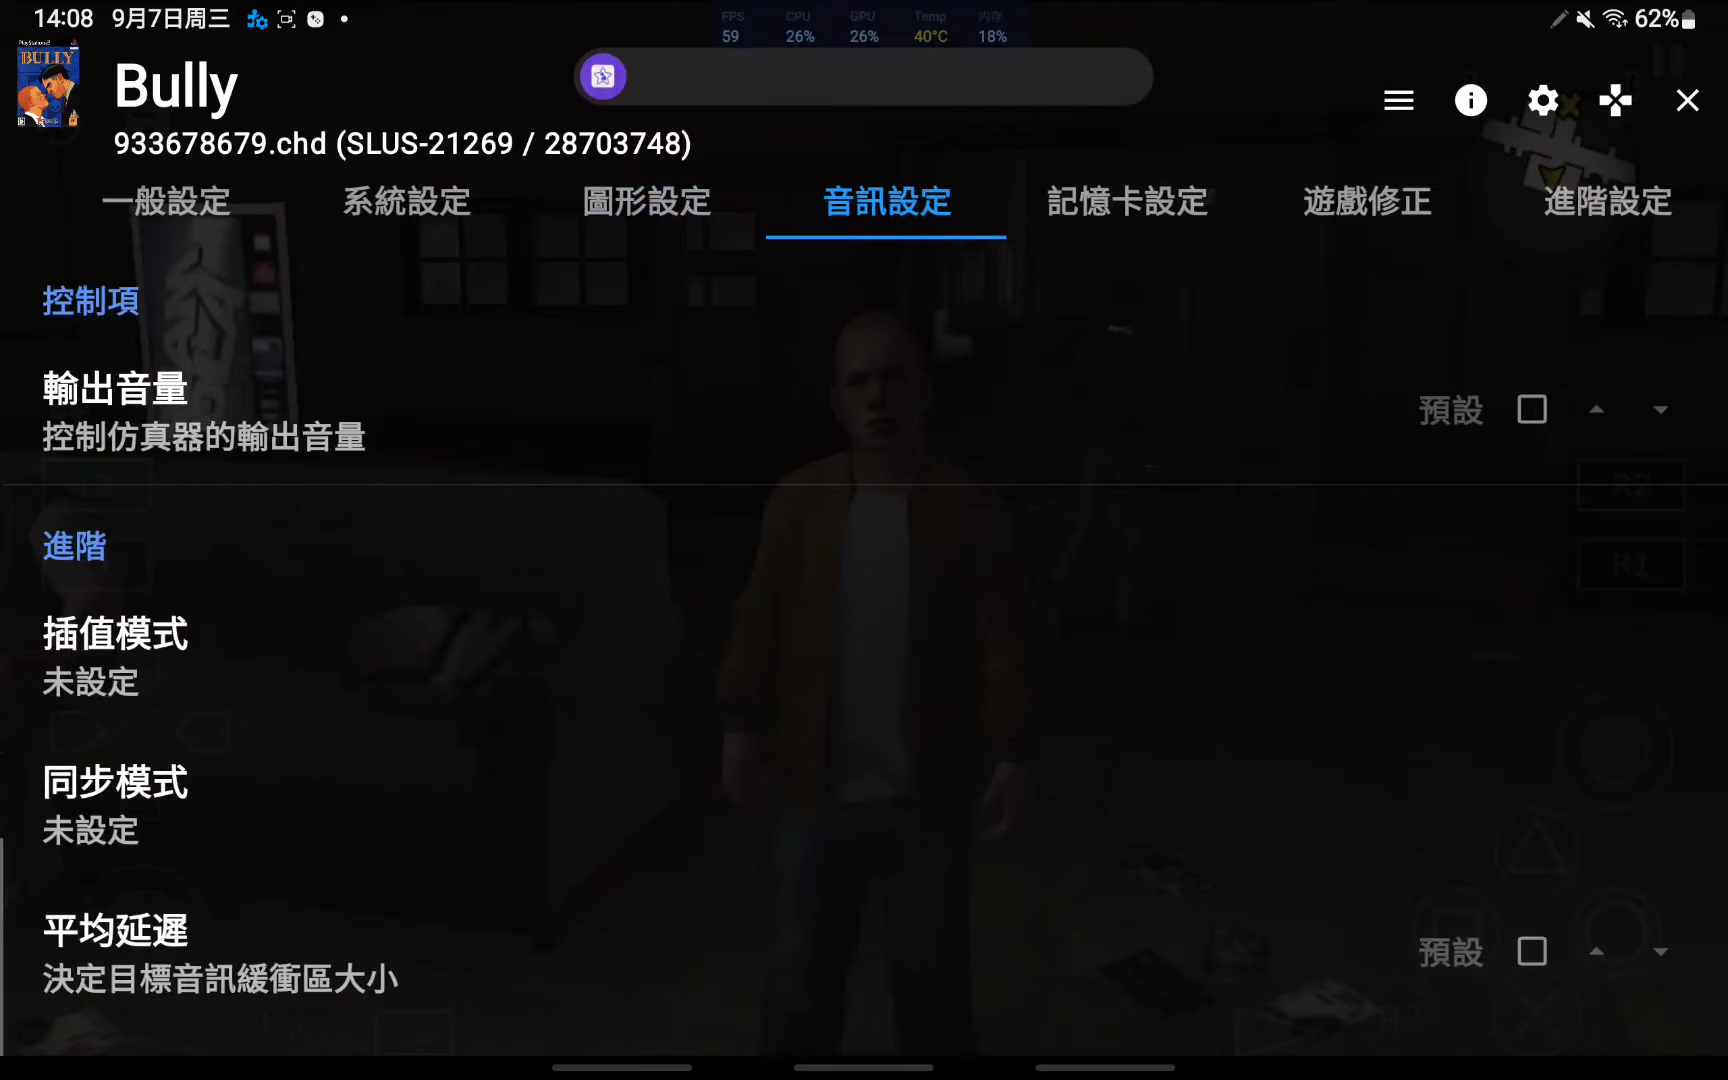 14:08 9月7日周三 62%
FPS CPU GPU Temp 内存
59 26% 26% 40°C 18%
PlayStation2
BULLY
Bully
933678679.chd (SLUS-21269 / 28703748)
一般設定 系統設定 圖形設定 音訊設定 記憶卡設定 遊戲修正 進階設定
控制項
輸出音量
控制仿真器的輸出音量
預設
R2
進階
R1
插值模式
未設定
同步模式
未設定
平均延遲
決定目標音訊緩衝區大小
預設